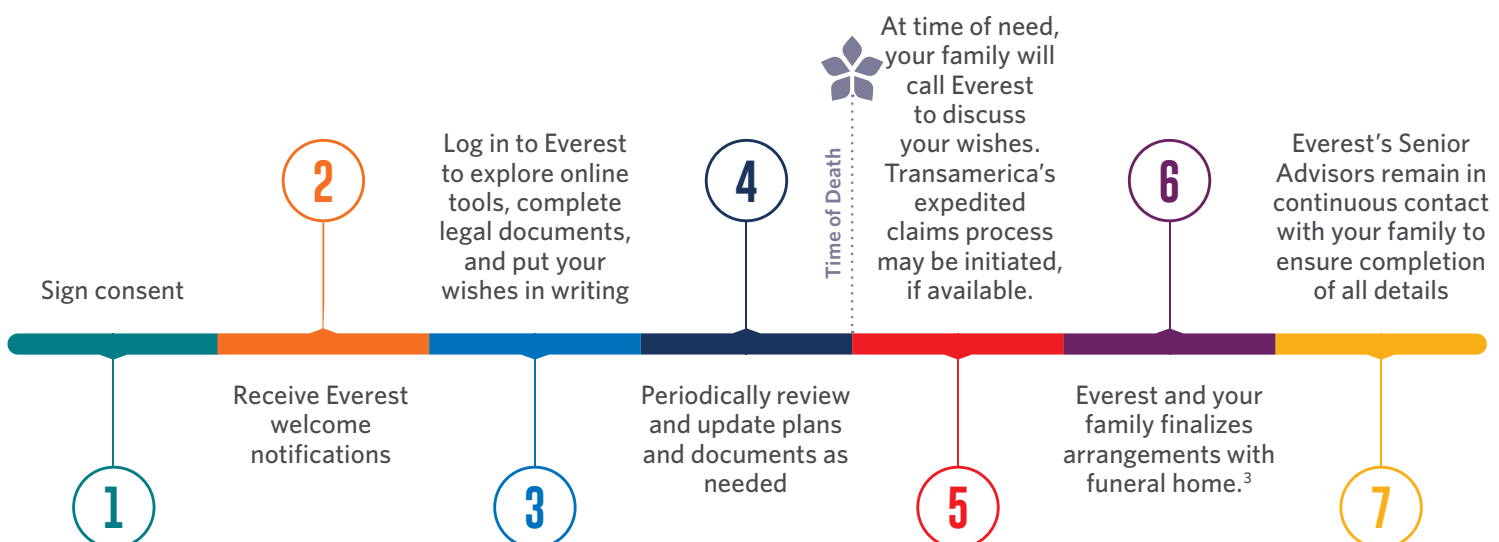 1
Sign consent
2
Receive Everest
welcome
notifications
3
Log in to Everest
to explore online
tools, complete
legal documents,
and put your
wishes in writing
4
Periodically review
and update plans
and documents as
needed
Time of Death
5
At time of need,
your family will
call Everest
to discuss
your wishes.
Transamerica’s
expedited
claims process
may be initiated,
if available.
6
Everest and your
family finalizes
arrangements with
funeral home.³
7
Everest’s Senior
Advisors remain in
continuous contact
with your family to
ensure completion
of all details